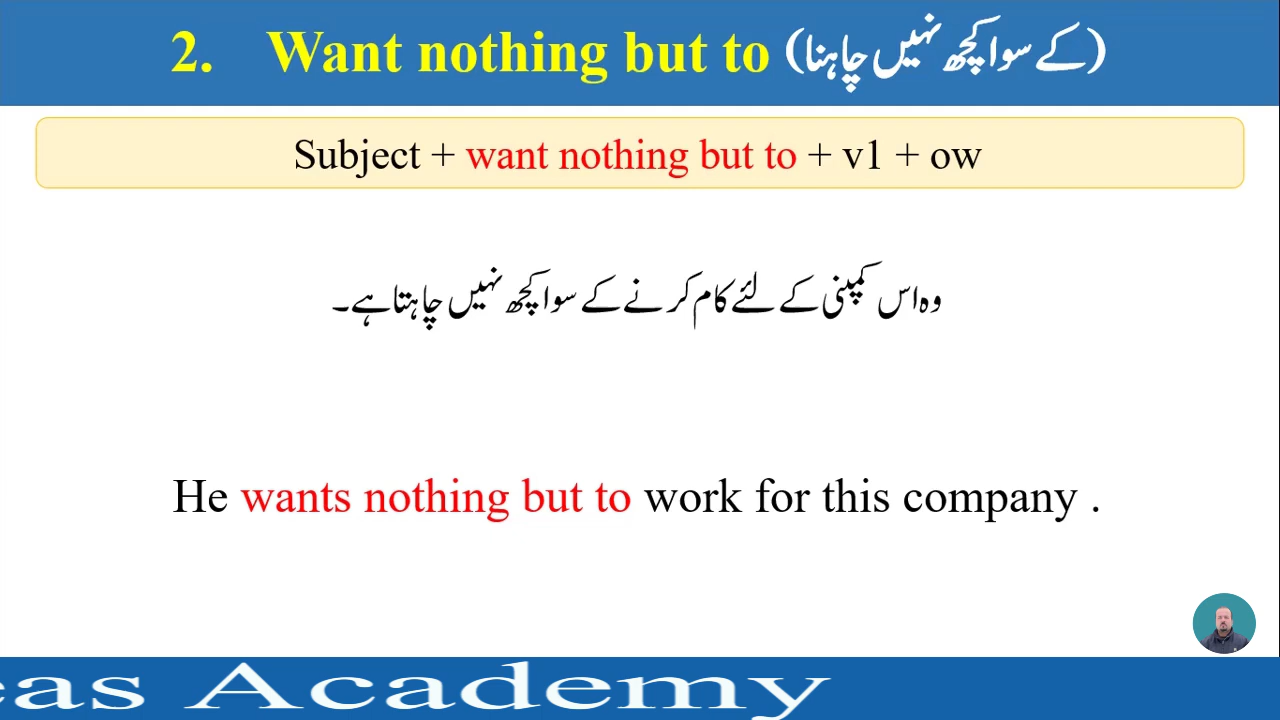 2. Want nothing but to (کے سوا کچھ نہیں چاہنا)
Subject + want nothing but to + v1 + ow
وہ اس کمپنی کے لئے کام کرنے کے سوا کچھ نہیں چاہتا ہے۔
He wants nothing but to work for this company .
eas Academy